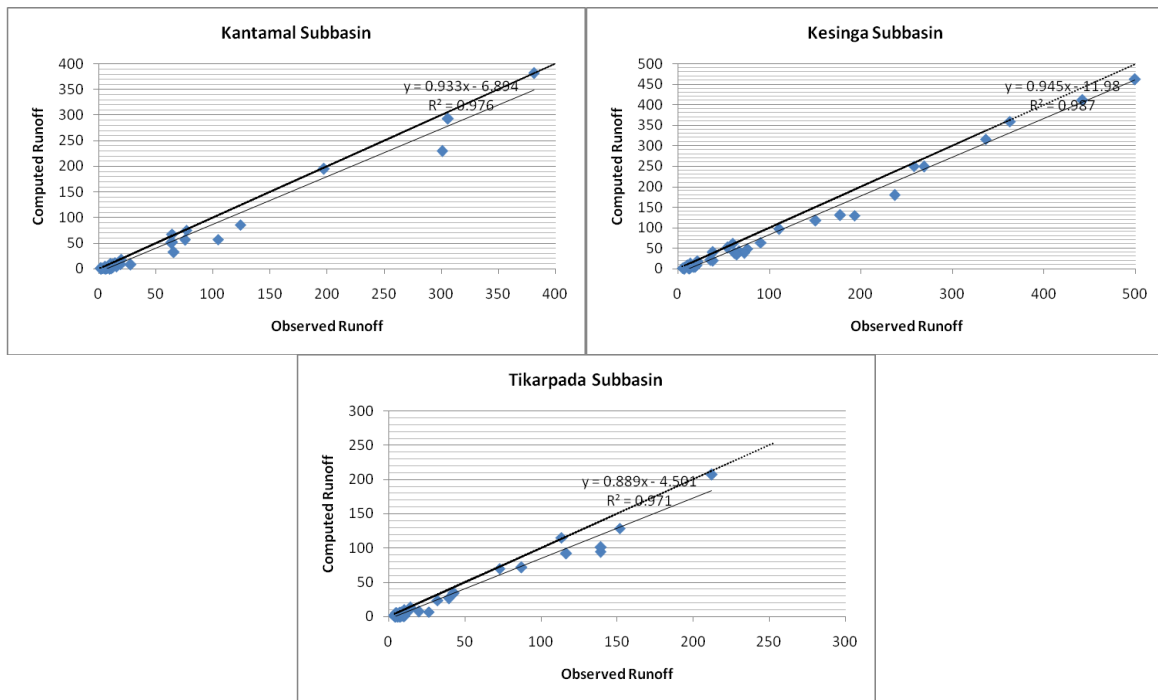 Kantamal Subbasin
400
350
300
250
200
150
100
50
0
Computed Runoff
y = 0.933x - 6.894
R² = 0.976
0 50 100 150 200 250 300 350 400
Observed Runoff
Kesinga Subbasin
500
450
400
350
300
250
200
150
100
50
0
Computed Runoff
y = 0.945x - 11.98
R² = 0.987
0 100 200 300 400 500
Observed Runoff
Tikarpada Subbasin
300
250
200
150
100
50
0
Computed Runoff
y = 0.889x - 4.501
R² = 0.971
0 50 100 150 200 250 300
Observed Runoff